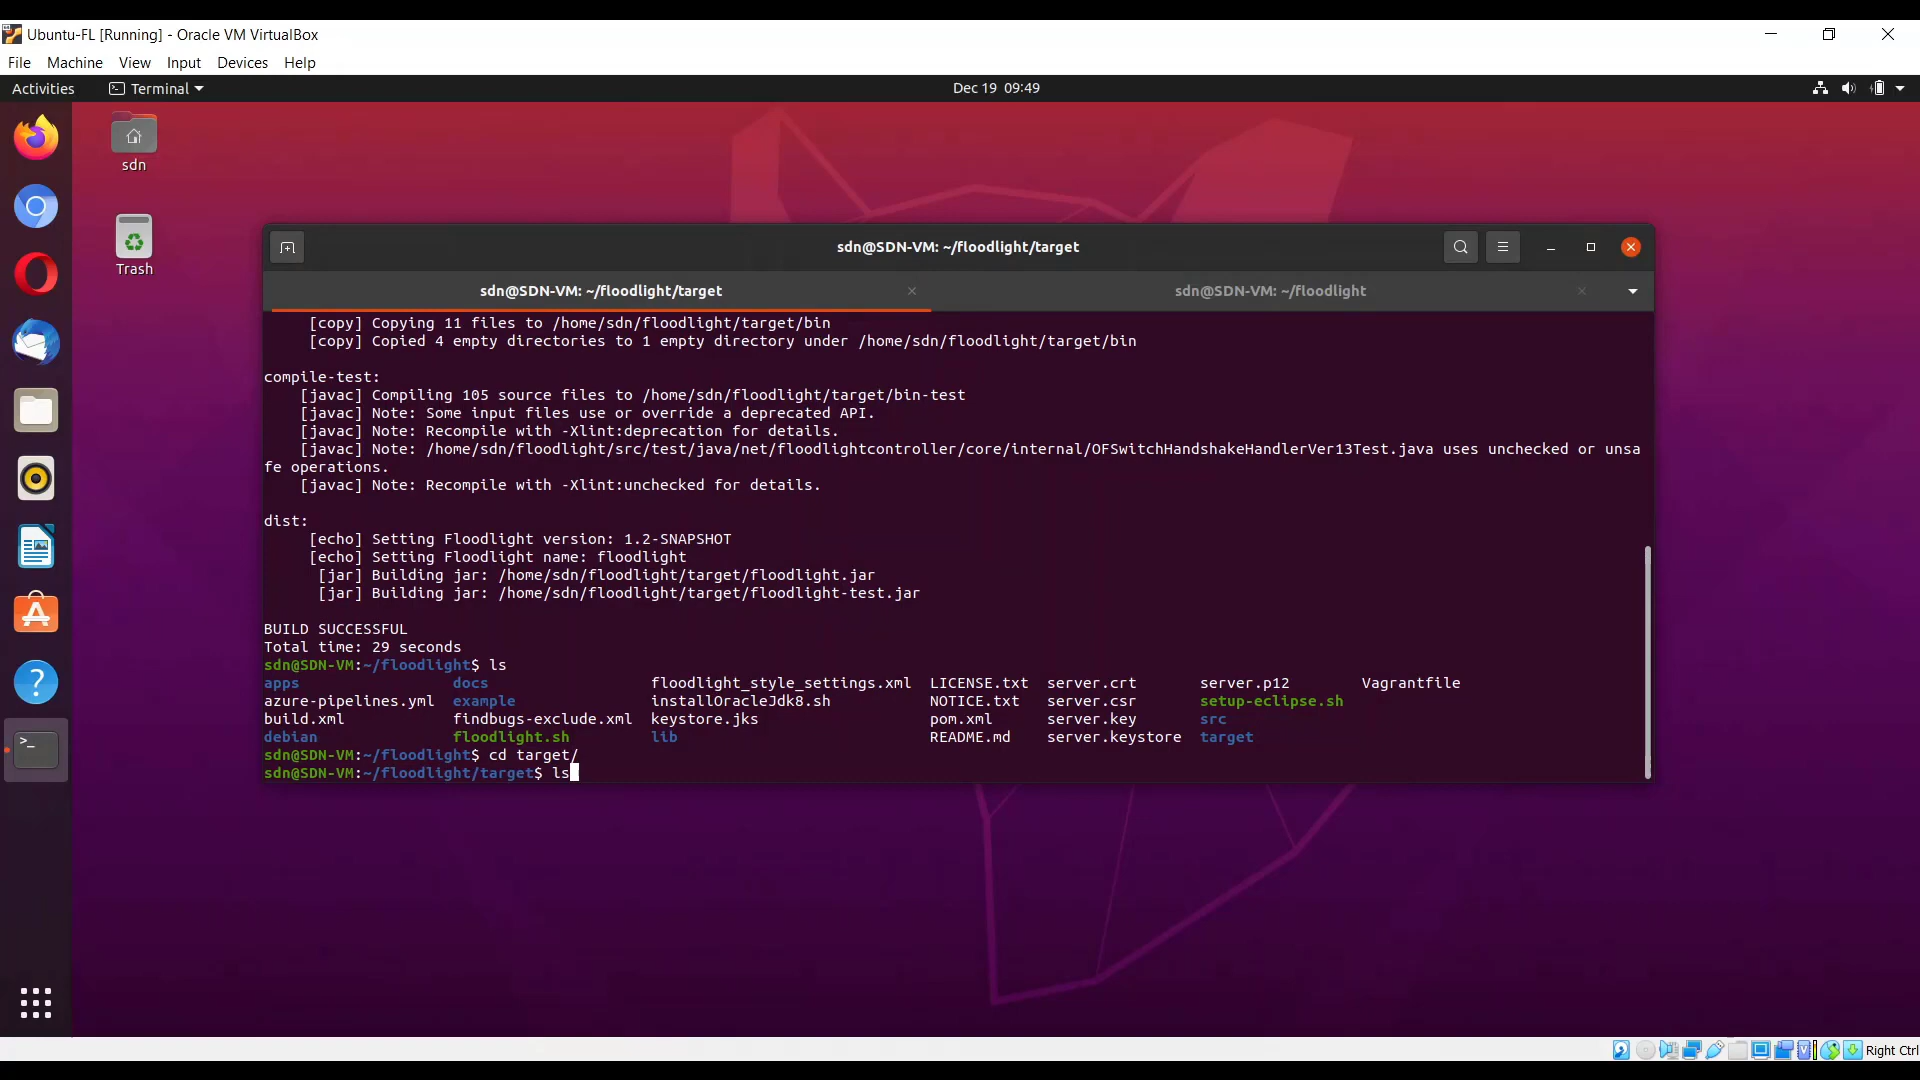 Ubuntu-FL [Running] - Oracle VM VirtualBox
File Machine View Input Devices Help
Activities Terminal Dec 19 09:49
sdn
Trash
sdn@SDN-VM: ~/floodlight/target
sdn@SDN-VM: ~/floodlight/target sdn@SDN-VM: ~/floodlight
[copy] Copying 11 files to /home/sdn/floodlight/target/bin
[copy] Copied 4 empty directories to 1 empty directory under /home/sdn/floodlight/target/bin
compile-test:
[javac] Compiling 105 source files to /home/sdn/floodlight/target/bin-test
[javac] Note: Some input files use or override a deprecated API.
[javac] Note: Recompile with -Xlint:deprecation for details.
[javac] Note: /home/sdn/floodlight/src/test/java/net/floodlightcontroller/core/internal/OFSwitchHandshakeHandlerVer13Test.java uses unchecked or unsa
fe operations.
[javac] Note: Recompile with -Xlint:unchecked for details.
dist:
[echo] Setting Floodlight version: 1.2-SNAPSHOT
[echo] Setting Floodlight name: floodlight
[jar] Building jar: /home/sdn/floodlight/target/floodlight.jar
[jar] Building jar: /home/sdn/floodlight/target/floodlight-test.jar
BUILD SUCCESSFUL
Total time: 29 seconds
sdn@SDN-VM:~/floodlight$ ls
apps docs floodlight_style_settings.xml LICENSE.txt server.crt server.p12 Vagrantfile
azure-pipelines.yml example installOracleJdk8.sh NOTICE.txt server.csr setup-eclipse.sh
build.xml findbugs-exclude.xml keystore.jks pom.xml server.key src
debian floodlight.sh lib README.md server.keystore target
sdn@SDN-VM:~/floodlight$ cd target/
sdn@SDN-VM:~/floodlight/target$ ls
Right Ctrl